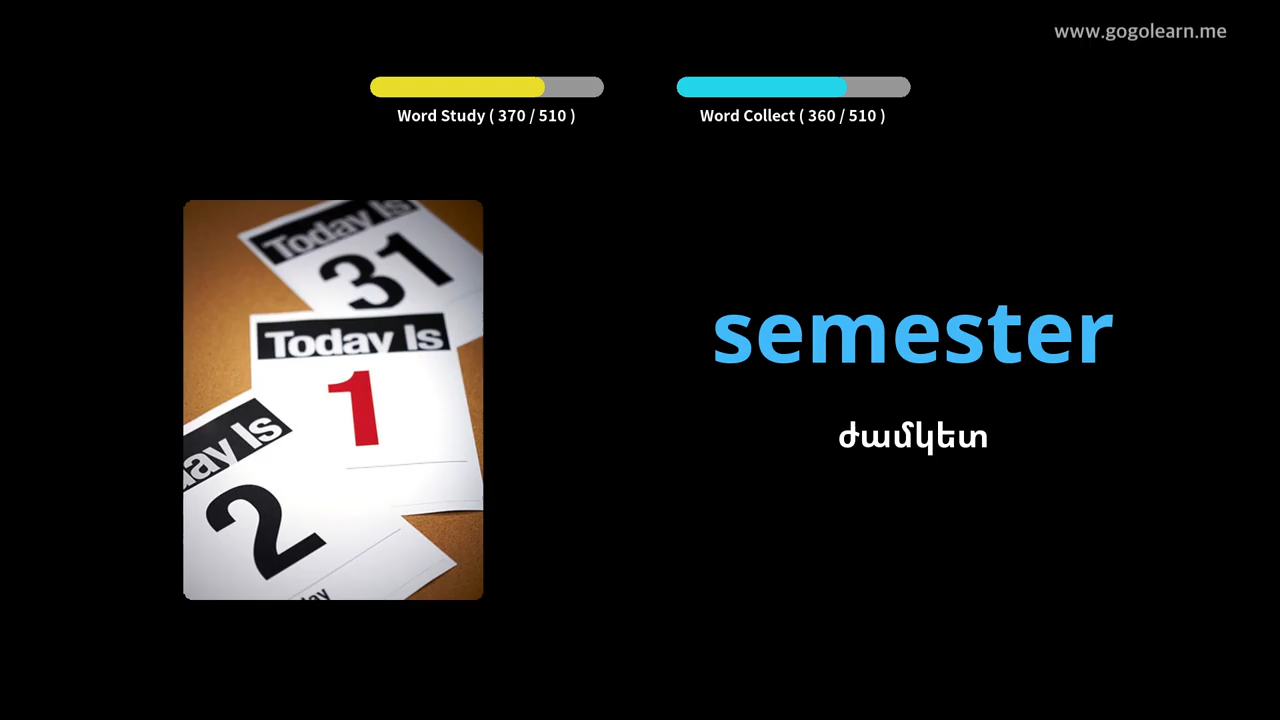 www.gogolearn.me
Word Study ( 370 / 510 )
Word Collect ( 360 / 510 )
Today Is
31
Today Is
1
ay Is
2
ay
semester
ժամկետ